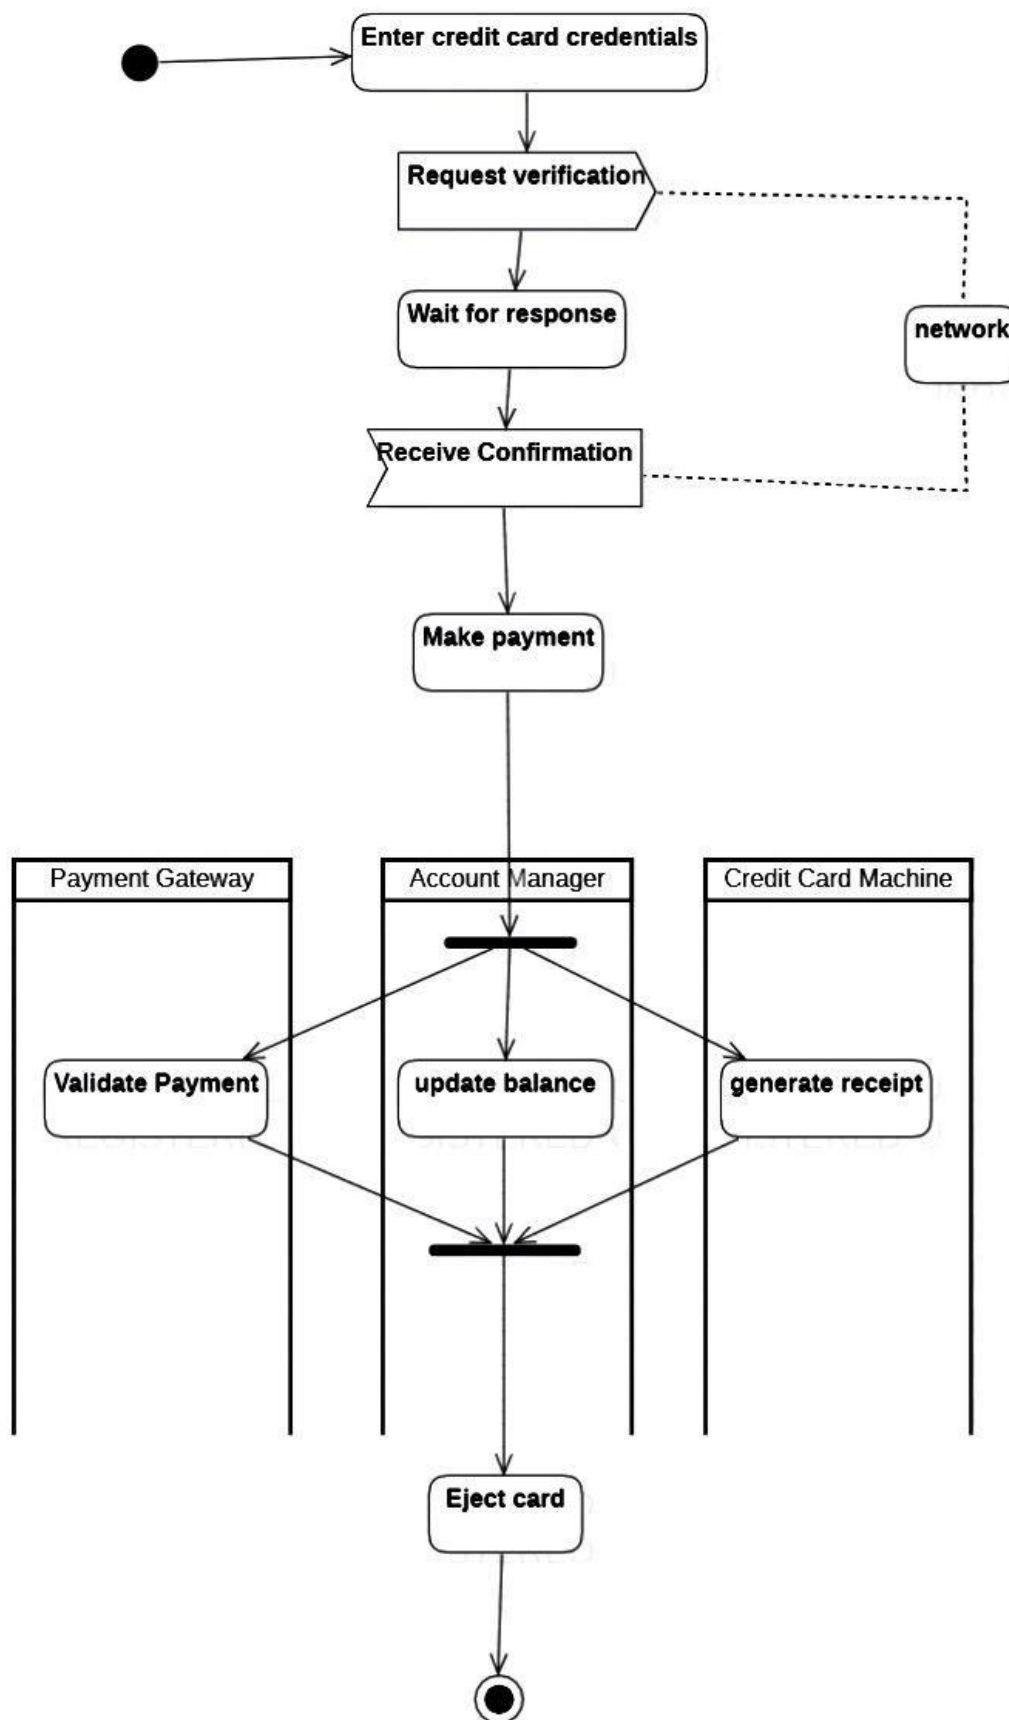 Enter credit card credentials
Request verification
Wait for response
network
Receive Confirmation
Make payment
Payment Gateway
Account Manager
Credit Card Machine
Validate Payment
update balance
generate receipt
Eject card